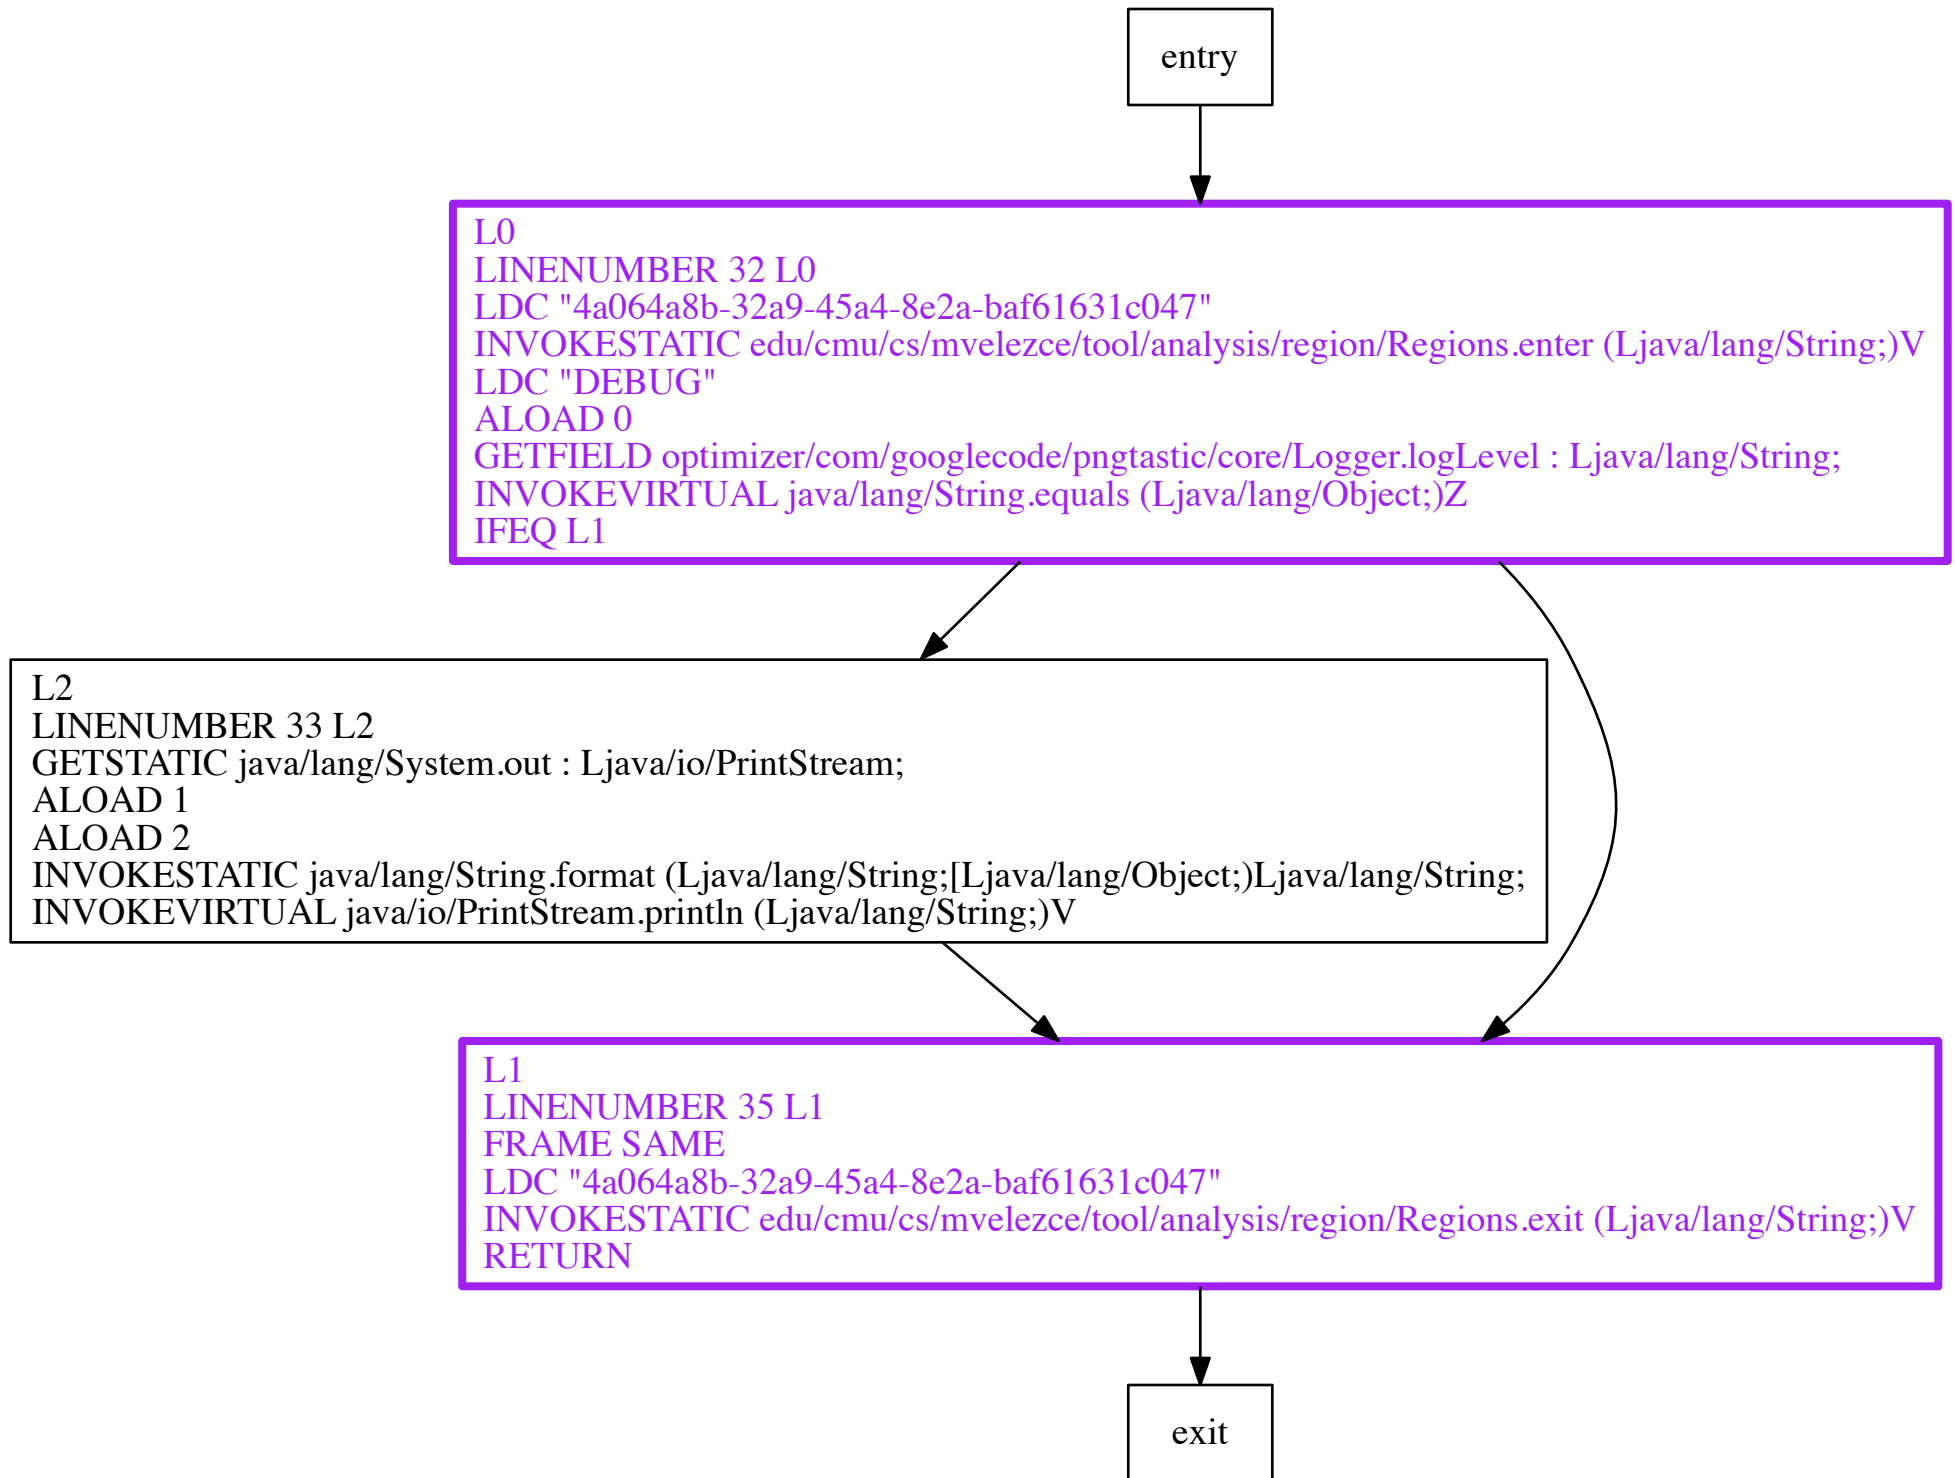 entry
L0
LINENUMBER 32 L0
LDC "4a064a8b-32a9-45a4-8e2a-baf61631c047"
INVOKESTATIC edu/cmu/cs/mvelezce/tool/analysis/region/Regions.enter (Ljava/lang/String;)V
LDC "DEBUG"
ALOAD 0
GETFIELD optimizer/com/googlecode/pngtastic/core/Logger.logLevel : Ljava/lang/String;
INVOKEVIRTUAL java/lang/String.equals (Ljava/lang/Object;)Z
IFEQ L1
L2
LINENUMBER 33 L2
GETSTATIC java/lang/System.out : Ljava/io/PrintStream;
ALOAD 1
ALOAD 2
INVOKESTATIC java/lang/String.format (Ljava/lang/String;[Ljava/lang/Object;)Ljava/lang/String;
INVOKEVIRTUAL java/io/PrintStream.println (Ljava/lang/String;)V
L1
LINENUMBER 35 L1
FRAME SAME
LDC "4a064a8b-32a9-45a4-8e2a-baf61631c047"
INVOKESTATIC edu/cmu/cs/mvelezce/tool/analysis/region/Regions.exit (Ljava/lang/String;)V
RETURN
exit